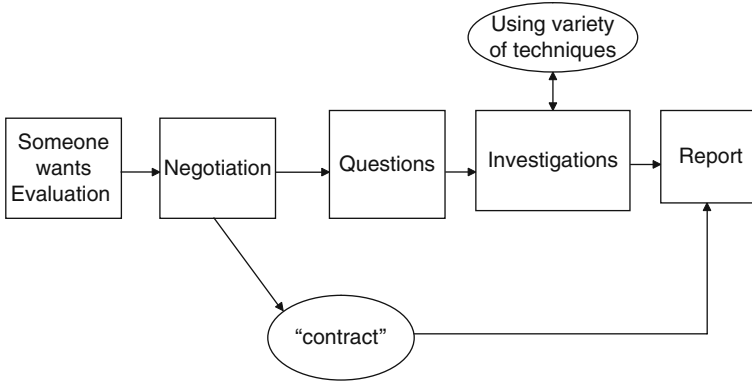 Using variety
of techniques
Someone
wants
Evaluation
Negotiation
Questions
Investigations
Report
“contract”